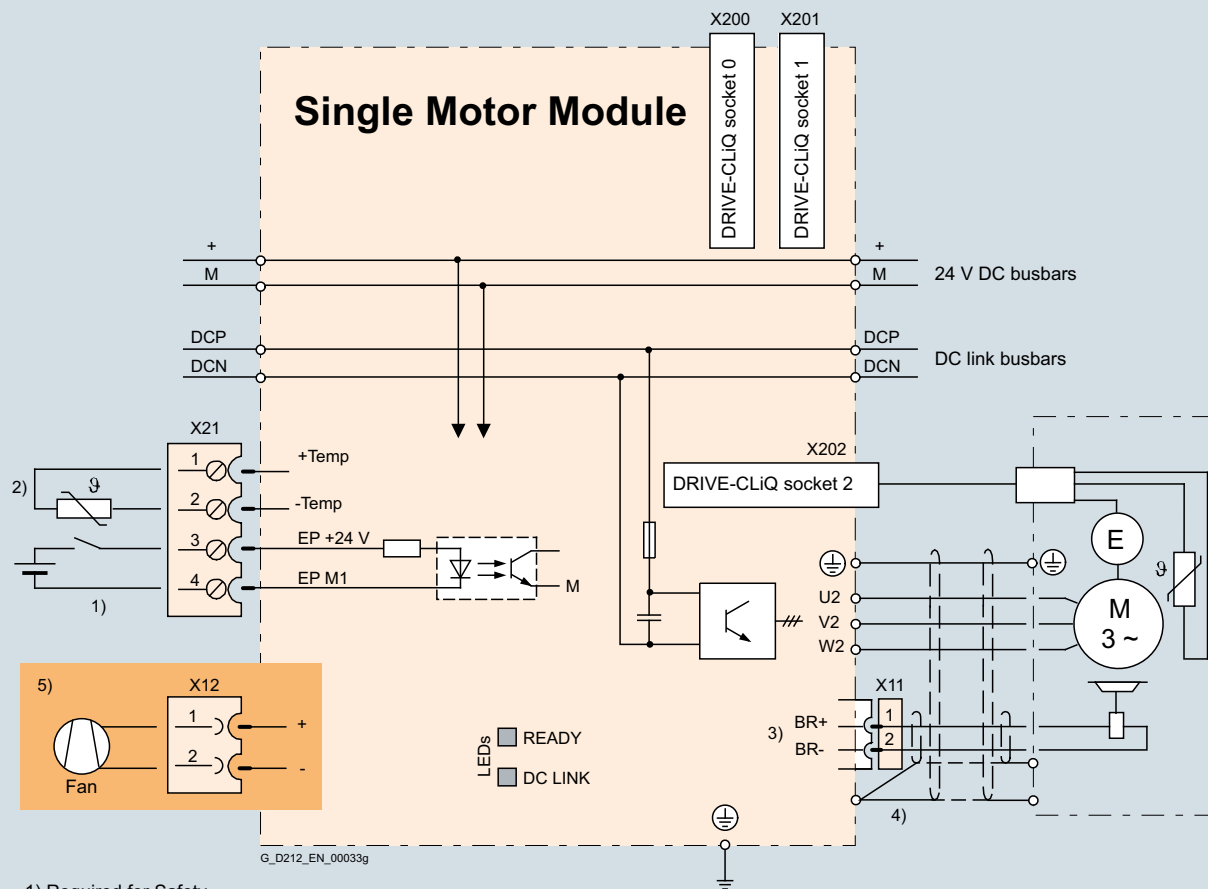 X200 X201
Single Motor Module
DRIVE-CLiQ socket 0
DRIVE-CLiQ socket 1
+ +
M M 24 V DC busbars
DCP DCP
DCN DCN DC link busbars
X21
1 +Temp
2) ϑ
2 -Temp
3 EP +24 V
4 EP M1
1)
M
X202
DRIVE-CLiQ socket 2
E
ϑ
U2
V2
W2
M
3 ~
5) X12
1 +
2 -
Fan
LEDs
READY
DC LINK
X11
3) BR+ 1
BR- 2
4)
G_D212_EN_00033g